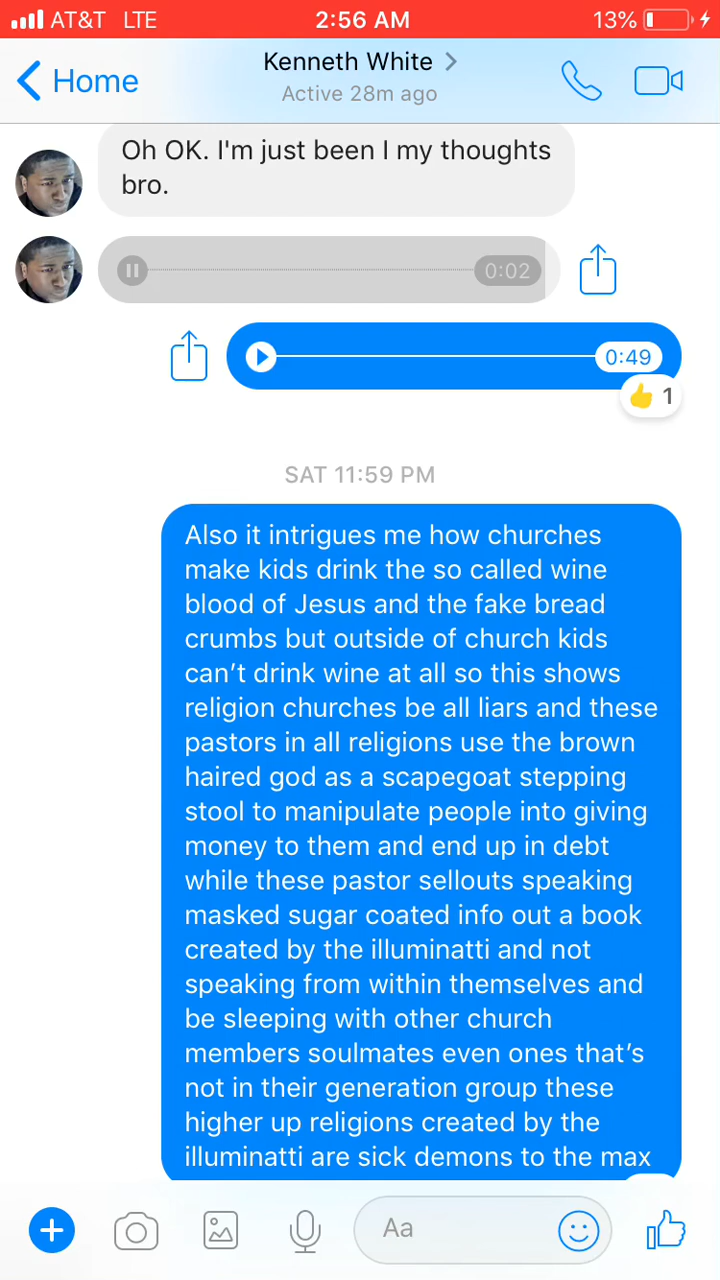 AT&T LTE 2:56 AM 13%
Home
Kenneth White
Active 28m ago
Oh OK. I'm just been I my thoughts
bro.
0:02
0:49
1
SAT 11:59 PM
Also it intrigues me how churches
make kids drink the so called wine
blood of Jesus and the fake bread
crumbs but outside of church kids
can't drink wine at all so this shows
religion churches be all liars and these
pastors in all religions use the brown
haired god as a scapegoat stepping
stool to manipulate people into giving
money to them and end up in debt
while these pastor sellouts speaking
masked sugar coated info out a book
created by the illuminatti and not
speaking from within themselves and
be sleeping with other church
members soulmates even ones that's
not in their generation group these
higher up religions created by the
illuminatti are sick demons to the max
Aa